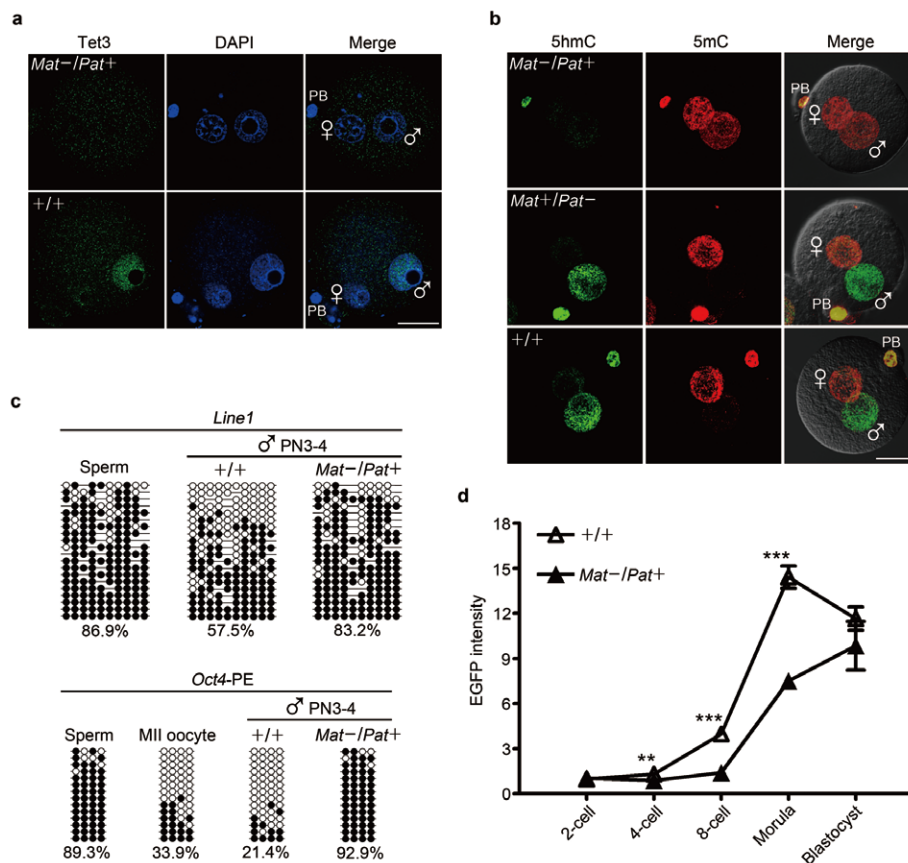 a
Tet3 DAPI Merge
Mat−/Pat+
PB
♀
♂
+/+
♀
PB
♂
b
5hmC 5mC Merge
Mat−/Pat+
PB
♀
♂
Mat+/Pat−
♀
♂
PB
+/+
PB
♀
♂
c
Line1
♂ PN3-4
Sperm +/+ Mat−/Pat+
86.9% 57.5% 83.2%
Oct4-PE
♂ PN3-4
Sperm MII oocyte +/+ Mat−/Pat+
89.3% 33.9% 21.4% 92.9%
d
EGFP intensity
18
15
12
9
6
3
0
+/+
Mat−/Pat+
**
***
***
2-cell 4-cell 8-cell Morula Blastocyst